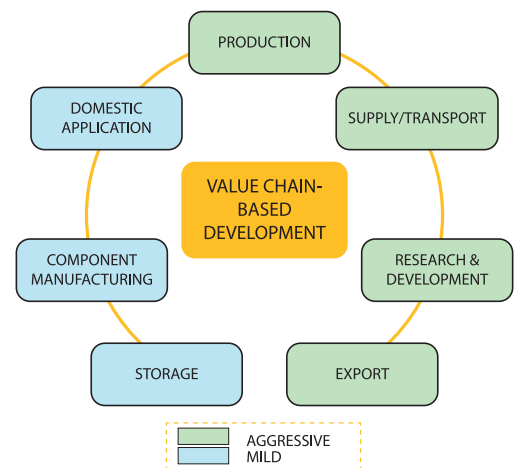 PRODUCTION
DOMESTIC
APPLICATION
SUPPLY/TRANSPORT
VALUE CHAIN-
BASED
DEVELOPMENT
COMPONENT
MANUFACTURING
RESEARCH &
DEVELOPMENT
STORAGE
EXPORT
AGGRESSIVE
MILD